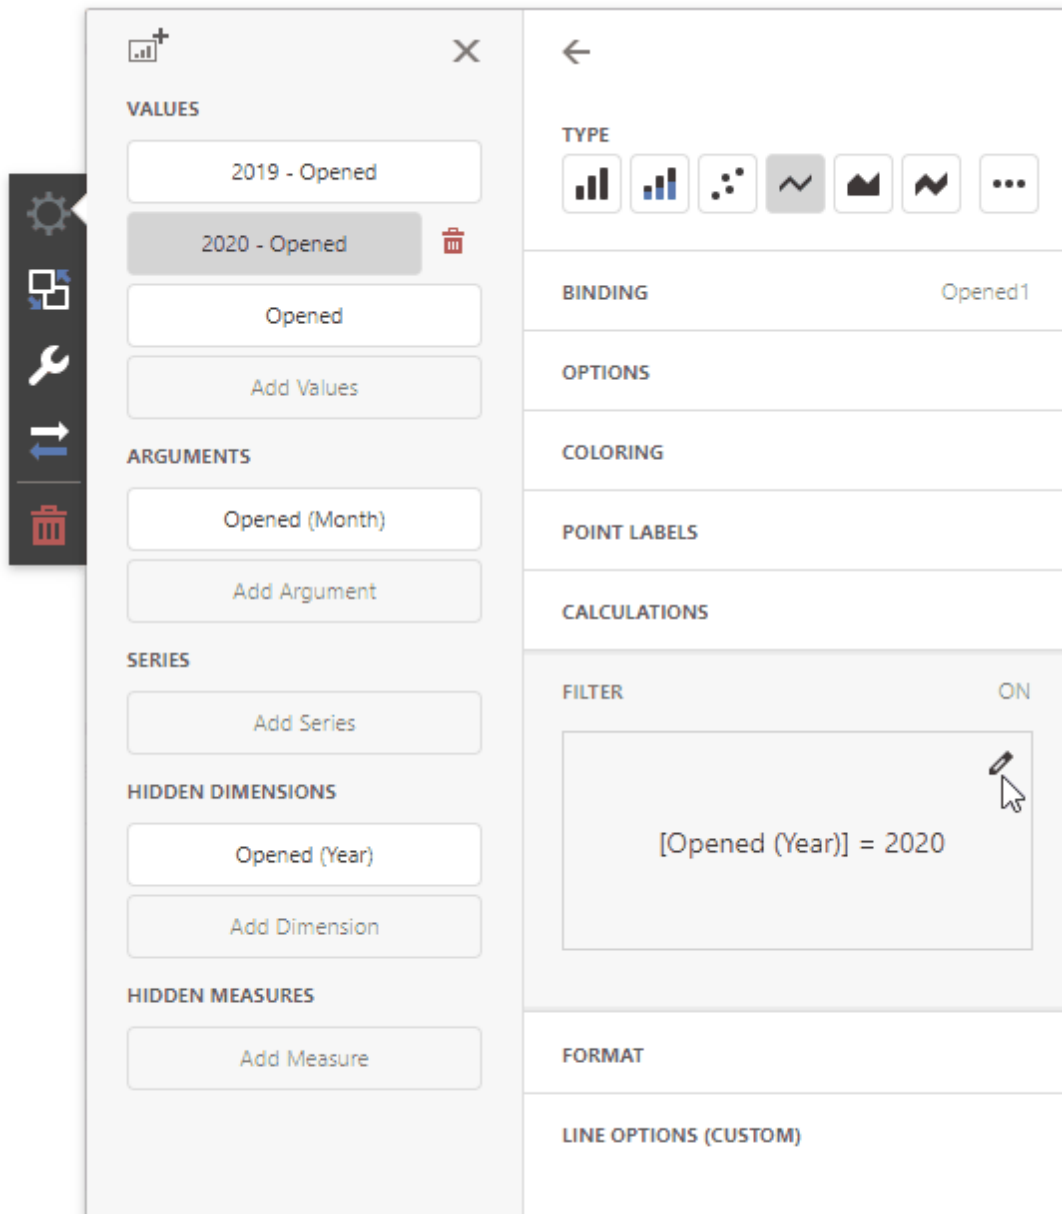 VALUES
2019 - Opened
2020 - Opened
Opened
Add Values
ARGUMENTS
Opened (Month)
Add Argument
SERIES
Add Series
HIDDEN DIMENSIONS
Opened (Year)
Add Dimension
HIDDEN MEASURES
Add Measure
TYPE
BINDING Opened1
OPTIONS
COLORING
POINT LABELS
CALCULATIONS
FILTER ON
[Opened (Year)] = 2020
FORMAT
LINE OPTIONS (CUSTOM)